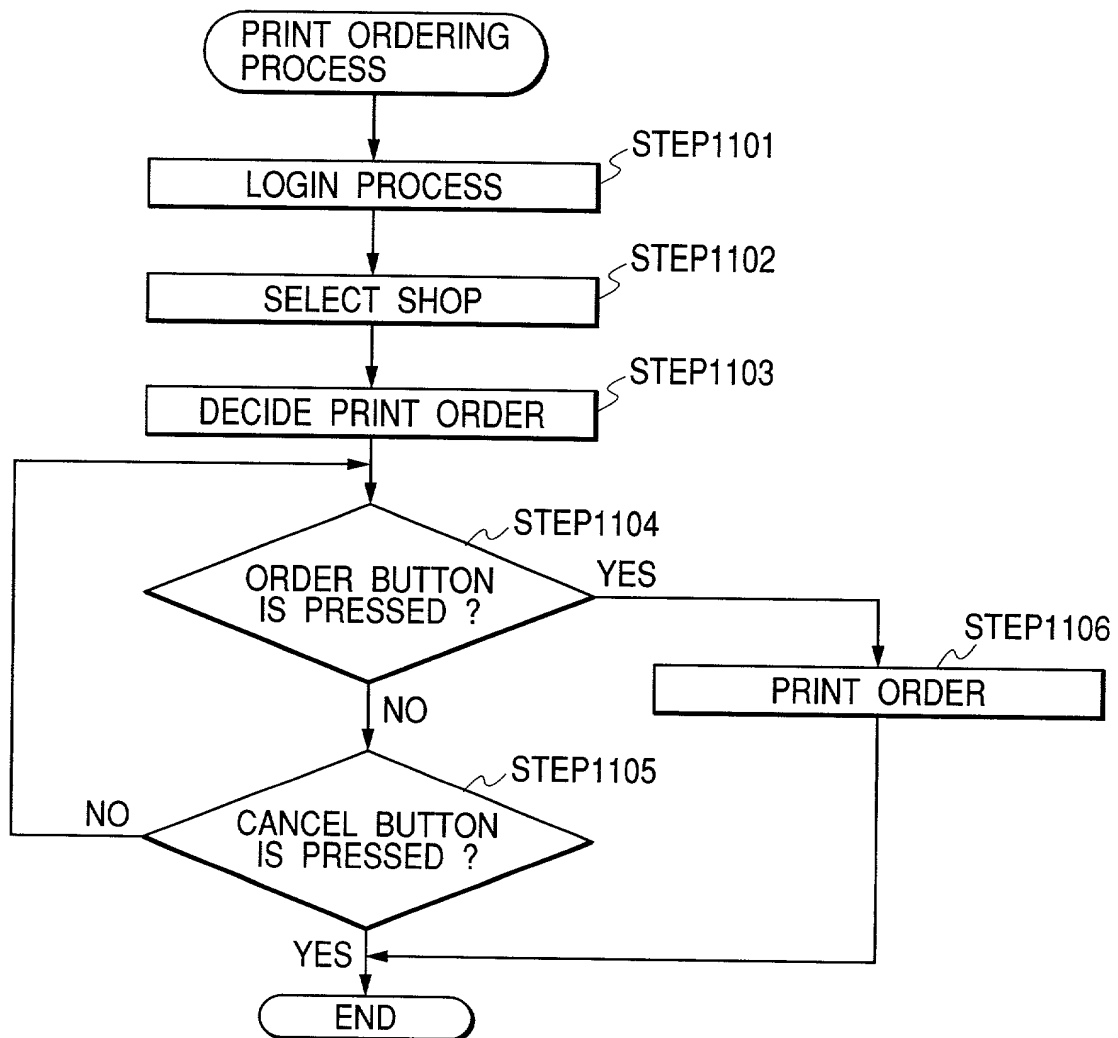 PRINT ORDERING
PROCESS
STEP1101
LOGIN PROCESS
STEP1102
SELECT SHOP
STEP1103
DECIDE PRINT ORDER
STEP1104
ORDER BUTTON
IS PRESSED ?
YES
STEP1106
PRINT ORDER
NO
STEP1105
CANCEL BUTTON
IS PRESSED ?
NO
YES
END